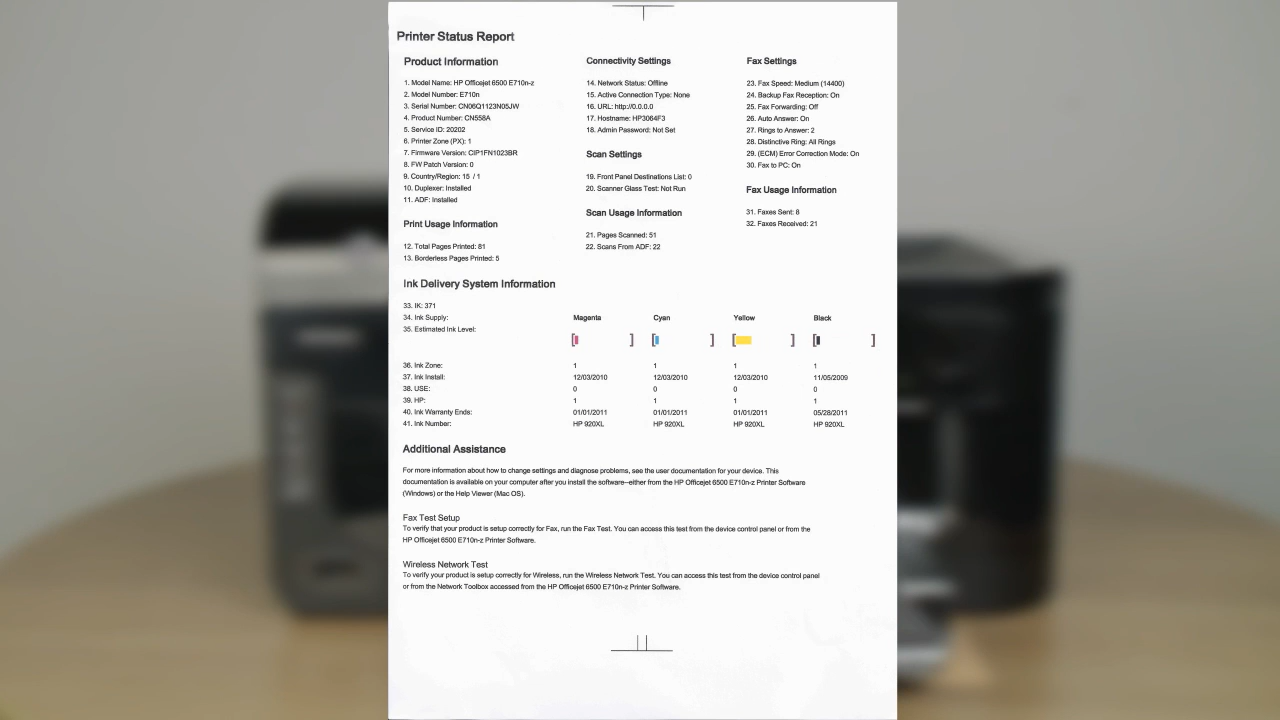 Printer Status Report
Product Information
1. Model Name: HP Officejet 6500 E710n-z
2. Model Number: E710n
3. Serial Number: CN06Q1123N05JW
4. Product Number: CN558A
5. Service ID: 20202
6. Printer Zone (PX): 1
7. Firmware Version: CIP1FN1023BR
8. FW Patch Version: 0
9. Country/Region: 15 / 1
10. Duplexer: Installed
11. ADF: Installed
Print Usage Information
12. Total Pages Printed: 81
13. Borderless Pages Printed: 5
Connectivity Settings
14. Network Status: Offline
15. Active Connection Type: None
16. URL: http://0.0.0.0
17. Hostname: HP3064F3
18. Admin Password: Not Set
Scan Settings
19. Front Panel Destinations List: 0
20. Scanner Glass Test: Not Run
Scan Usage Information
21. Pages Scanned: 51
22. Scans From ADF: 22
Fax Settings
23. Fax Speed: Medium (14400)
24. Backup Fax Reception: On
25. Fax Forwarding: Off
26. Auto Answer: On
27. Rings to Answer: 2
28. Distinctive Ring: All Rings
29. (ECM) Error Correction Mode: On
30. Fax to PC: On
Fax Usage Information
31. Faxes Sent: 8
32. Faxes Received: 21
Ink Delivery System Information
33. IK: 371
34. Ink Supply: Magenta Cyan Yellow Black
35. Estimated Ink Level:
36. Ink Zone: 1 1 1 1
37. Ink Install: 12/03/2010 12/03/2010 12/03/2010 11/05/2009
38. USE: 0 0 0 0
39. HP: 1 1 1 1
40. Ink Warranty Ends: 01/01/2011 01/01/2011 01/01/2011 05/28/2011
41. Ink Number: HP 920XL HP 920XL HP 920XL HP 920XL
Additional Assistance
For more information about how to change settings and diagnose problems, see the user documentation for your device. This
documentation is available on your computer after you install the software--either from the HP Officejet 6500 E710n-z Printer Software
(Windows) or the Help Viewer (Mac OS).
Fax Test Setup
To verify that your product is setup correctly for Fax, run the Fax Test. You can access this test from the device control panel or from the
HP Officejet 6500 E710n-z Printer Software.
Wireless Network Test
To verify your product is setup correctly for Wireless, run the Wireless Network Test. You can access this test from the device control panel
or from the Network Toolbox accessed from the HP Officejet 6500 E710n-z Printer Software.